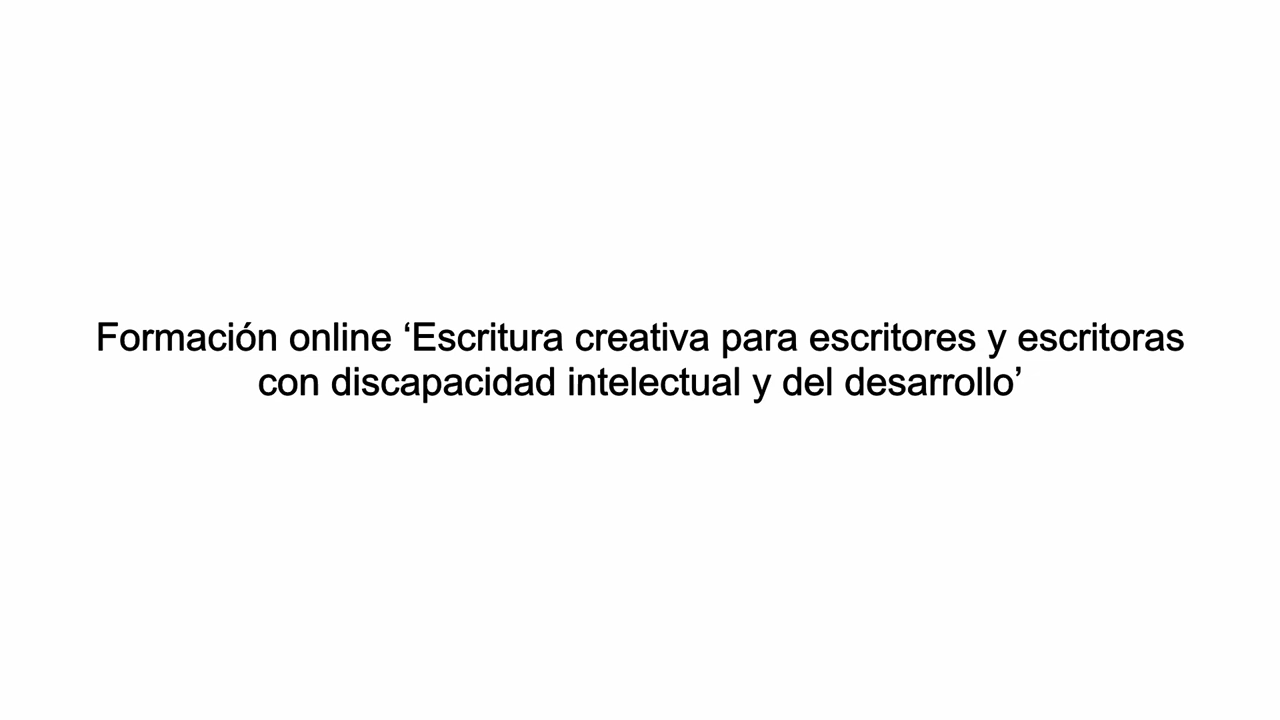 Formación online ‘Escritura creativa para escritores y escritoras
con discapacidad intelectual y del desarrollo’